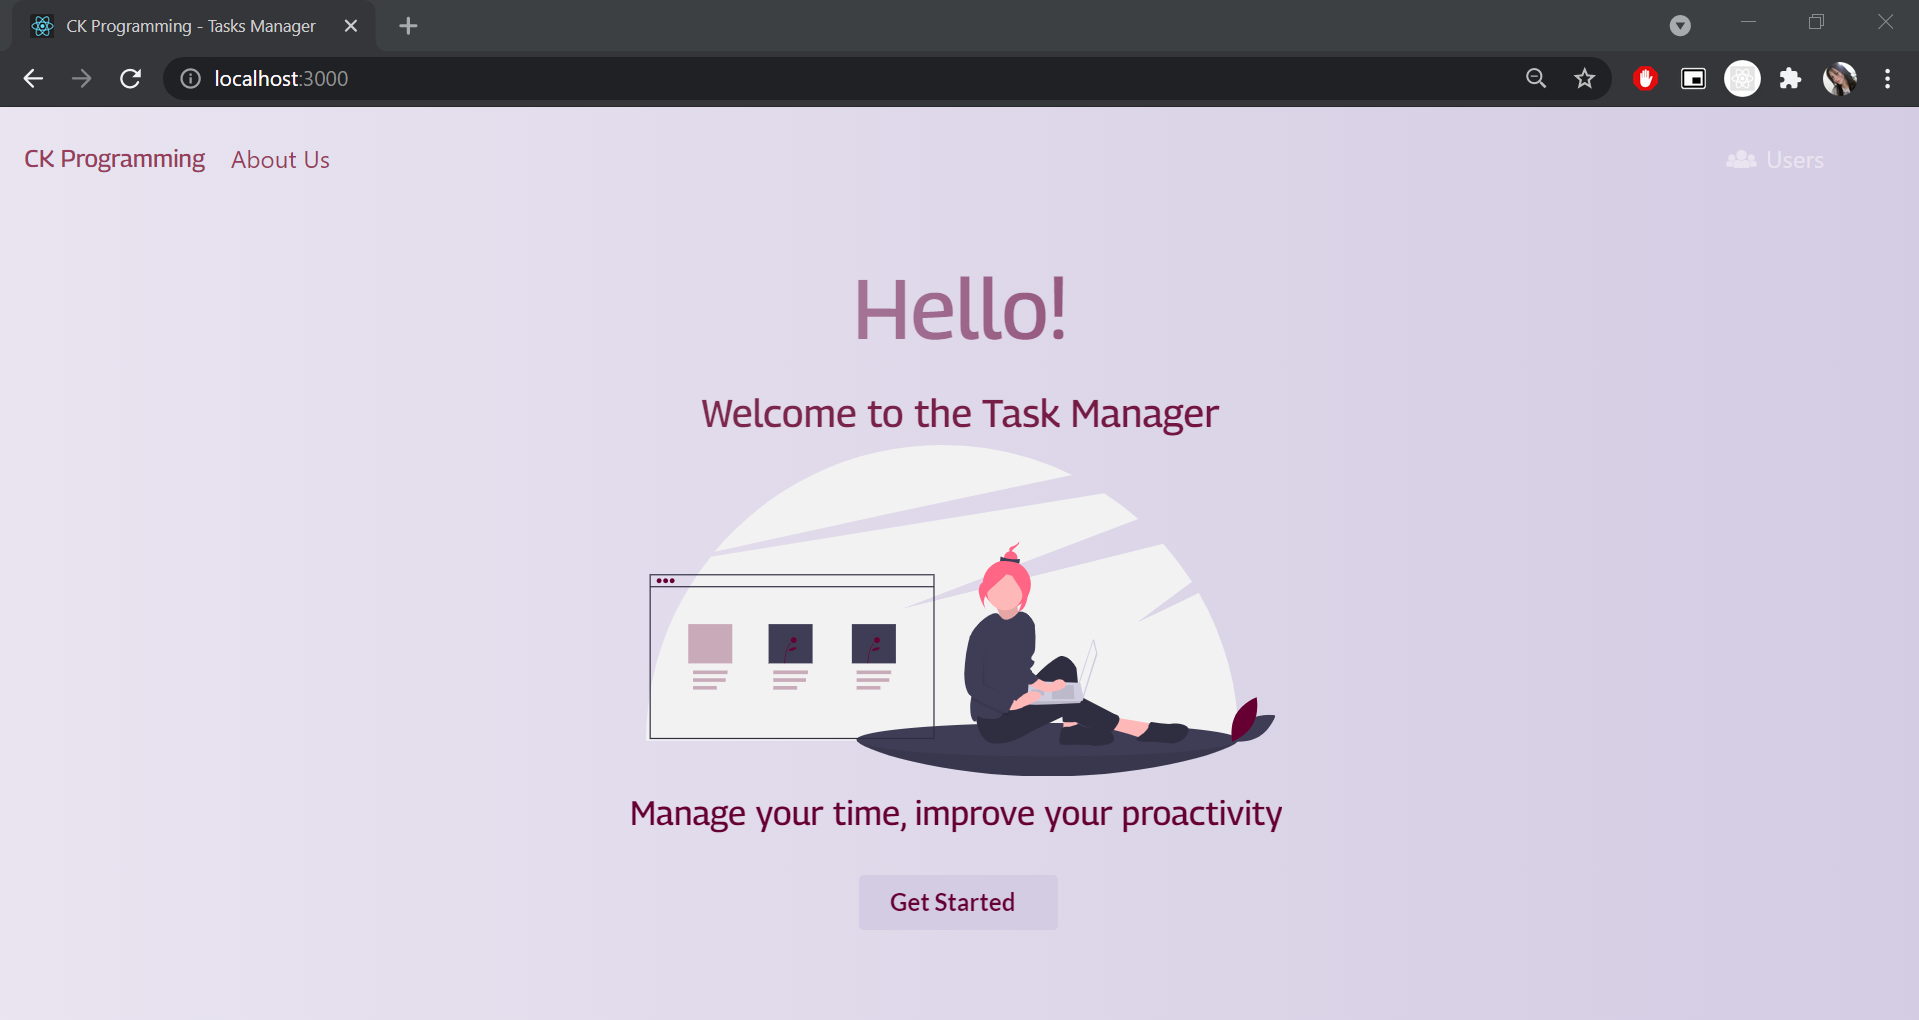 CK Programming - Tasks Manager
localhost:3000
CK Programming About Us Users
Hello!
Welcome to the Task Manager
Manage your time, improve your proactivity
Get Started